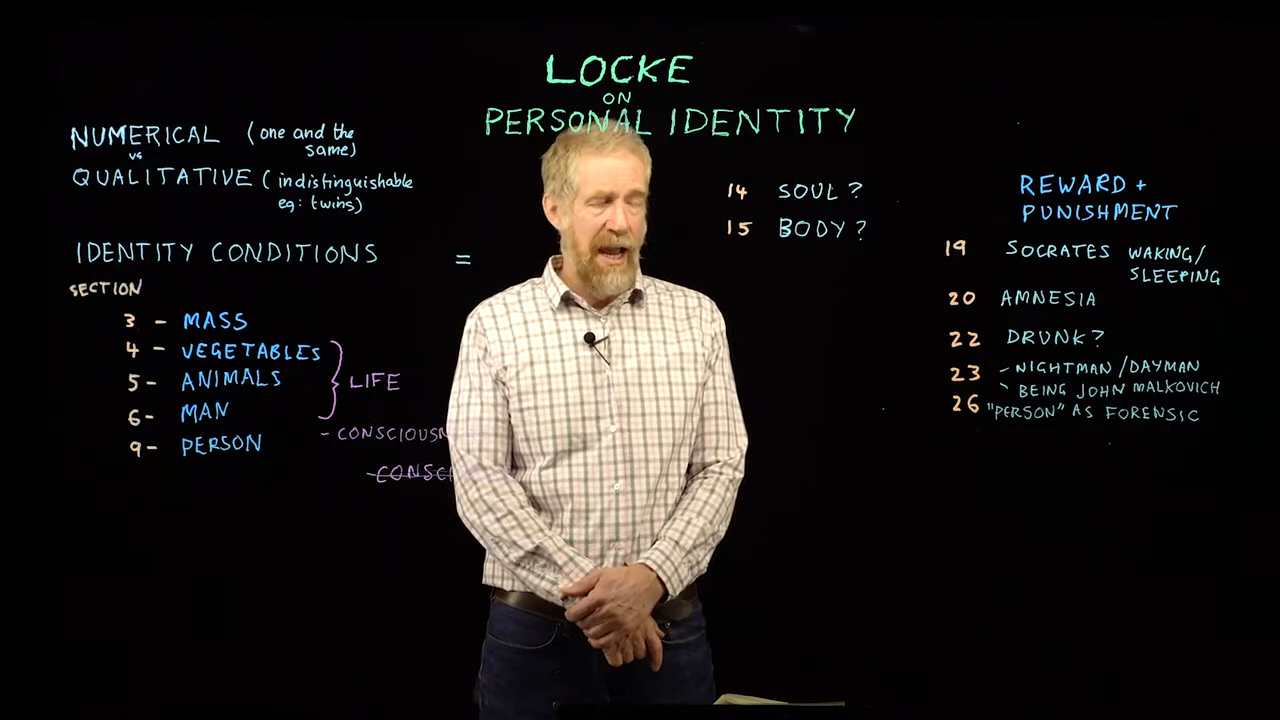 LOCKE
ON
PERSONAL IDENTITY
NUMERICAL (one and the
same)
vs
QUALITATIVE (indistinguishable
eg: twins)
IDENTITY CONDITIONS =
SECTION
3 - MASS
4 - VEGETABLES
5 - ANIMALS
6 - MAN
9 - PERSON
LIFE
14 SOUL?
15 BODY?
REWARD +
PUNISHMENT
19 SOCRATES WAKING/
SLEEPING
20 AMNESIA
22 DRUNK?
23 - NIGHTMAN/DAYMAN
- BEING JOHN MALKOVICH
26 "PERSON" AS FORENSIC